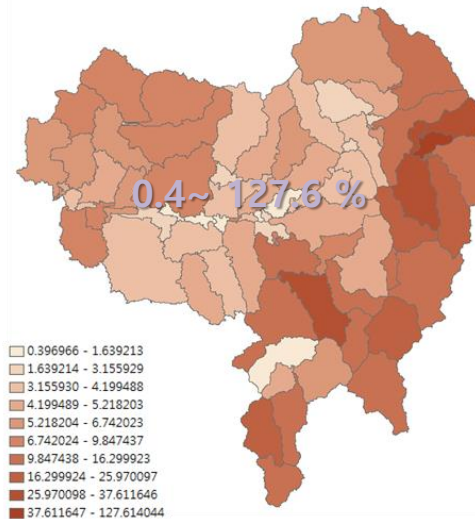 0.4~ 127.6 %
0.396966 - 1.639213
1.639214 - 3.155929
3.155930 - 4.199488
4.199489 - 5.218203
5.218204 - 6.742023
6.742024 - 9.847437
9.847438 - 16.299923
16.299924 - 25.970097
25.970098 - 37.611646
37.611647 - 127.614044